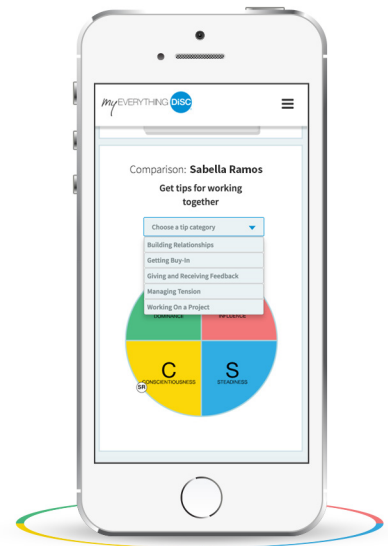 my EVERYTHING DiSC
Comparison: Sabella Ramos
Get tips for working
together
Choose a tip category
Building Relationships
Getting Buy-In
Giving and Receiving Feedback
Managing Tension
Working On a Project
DOMINANCE INFLUENCE
C S
CONSCIENTIOUSNESS STEADINESS
SR